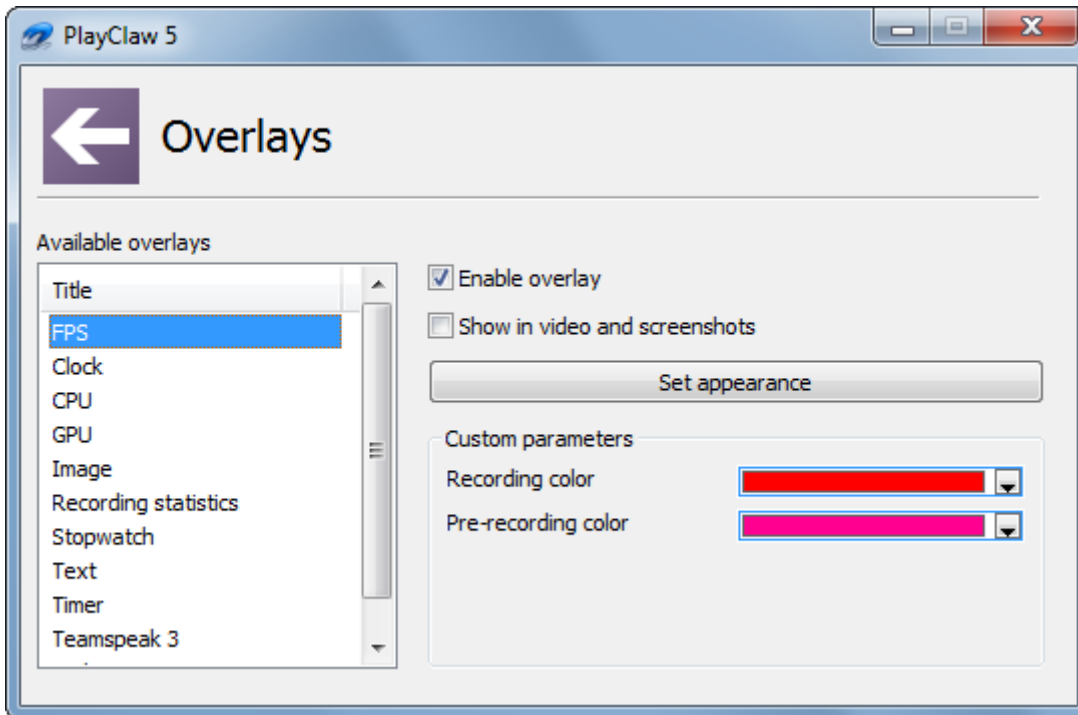 PlayClaw 5
Overlays
Available overlays
Title
FPS
Clock
CPU
GPU
Image
Recording statistics
Stopwatch
Text
Timer
Teamspeak 3
Enable overlay
Show in video and screenshots
Set appearance
Custom parameters
Recording color
Pre-recording color